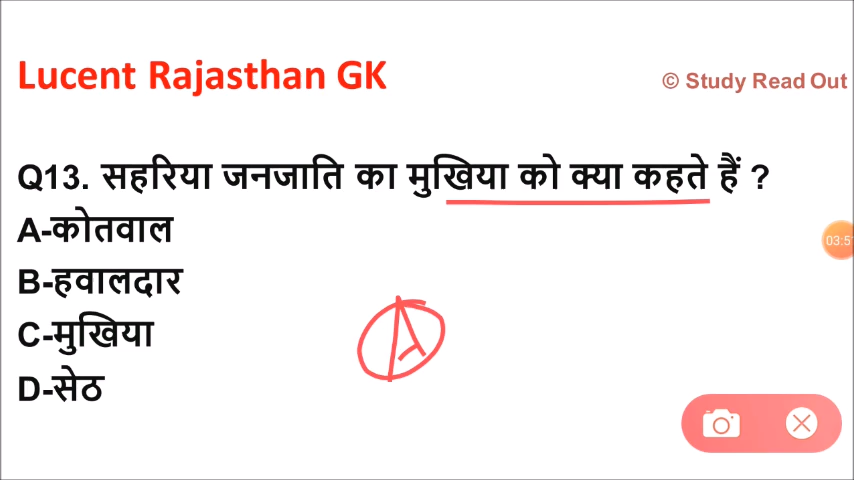 Lucent Rajasthan GK
© Study Read Out
Q13. सहरिया जनजाति का मुखिया को क्या कहते हैं ?
A-कोतवाल
B-हवालदार
C-मुखिया
D-सेठ
A